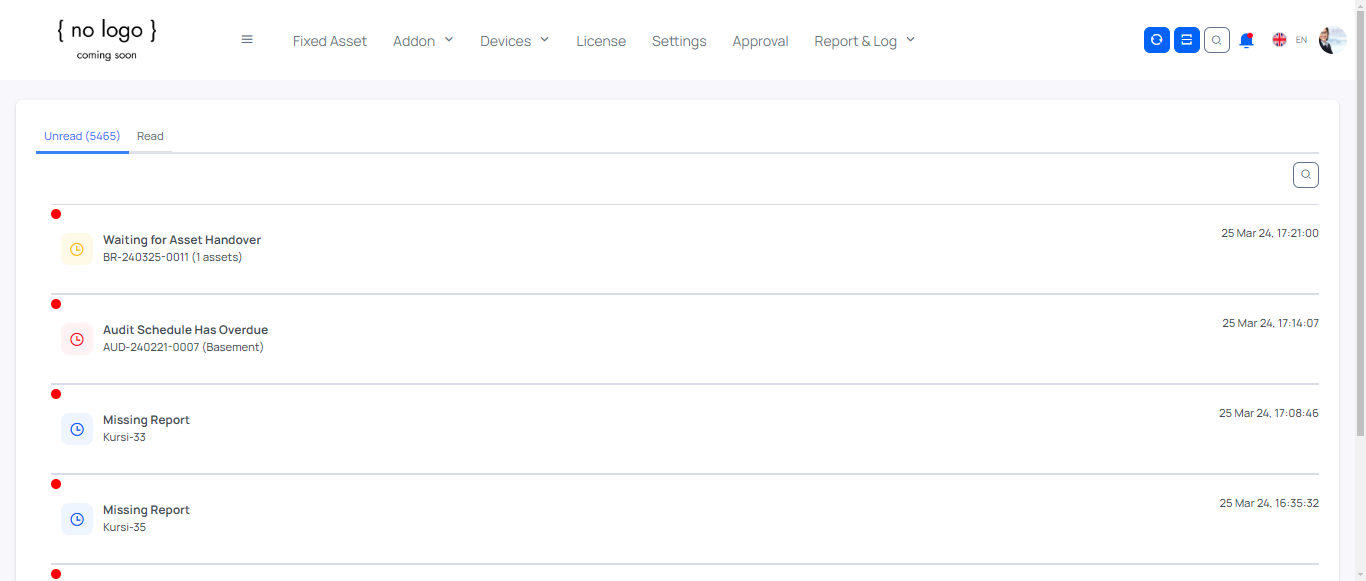 { no logo }
coming soon
Fixed Asset Addon Devices License Settings Approval Report & Log EN
Unread (5465) Read
Waiting for Asset Handover 25 Mar 24, 17:21:00
BR-240325-0011 (1 assets)
Audit Schedule Has Overdue 25 Mar 24, 17:14:07
AUD-240221-0007 (Basement)
Missing Report 25 Mar 24, 17:08:46
Kursi-33
Missing Report 25 Mar 24, 16:35:32
Kursi-35